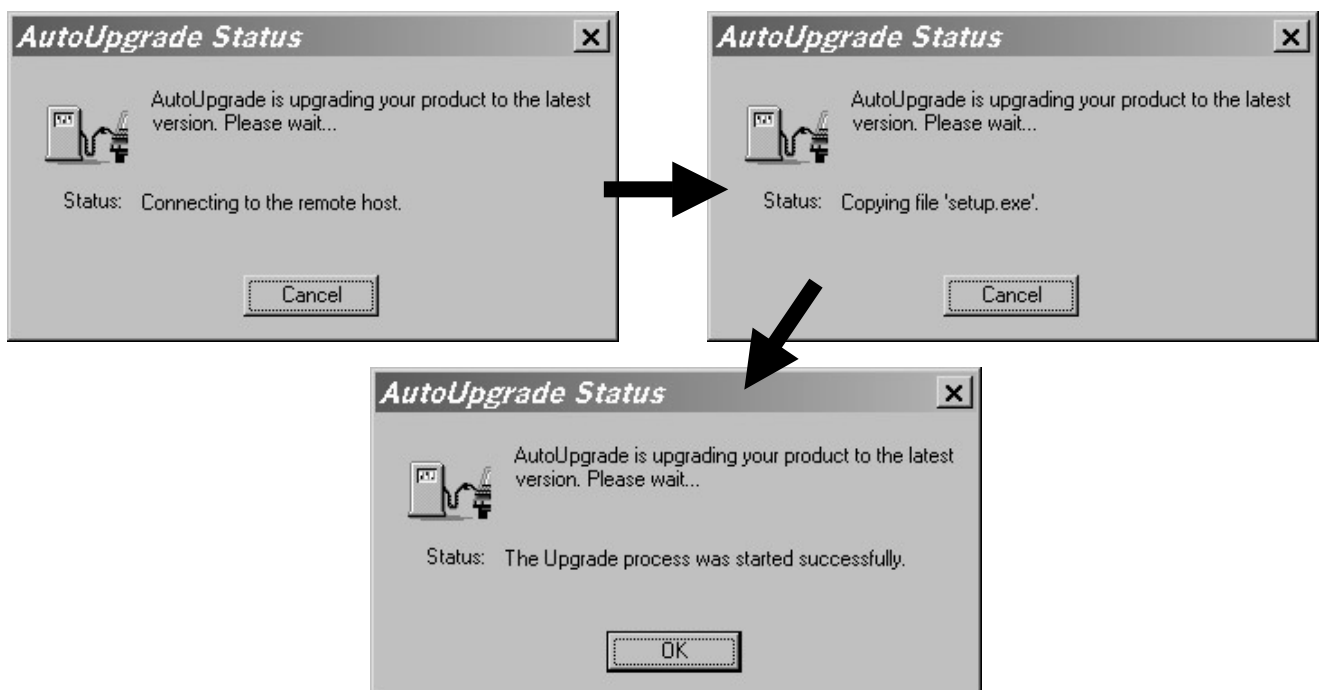 AutoUpgrade Status
AutoUpgrade is upgrading your product to the latest
version. Please wait...
Status: Connecting to the remote host.
Cancel
AutoUpgrade Status
AutoUpgrade is upgrading your product to the latest
version. Please wait...
Status: Copying file 'setup.exe'.
Cancel
AutoUpgrade Status
AutoUpgrade is upgrading your product to the latest
version. Please wait...
Status: The Upgrade process was started successfully.
OK